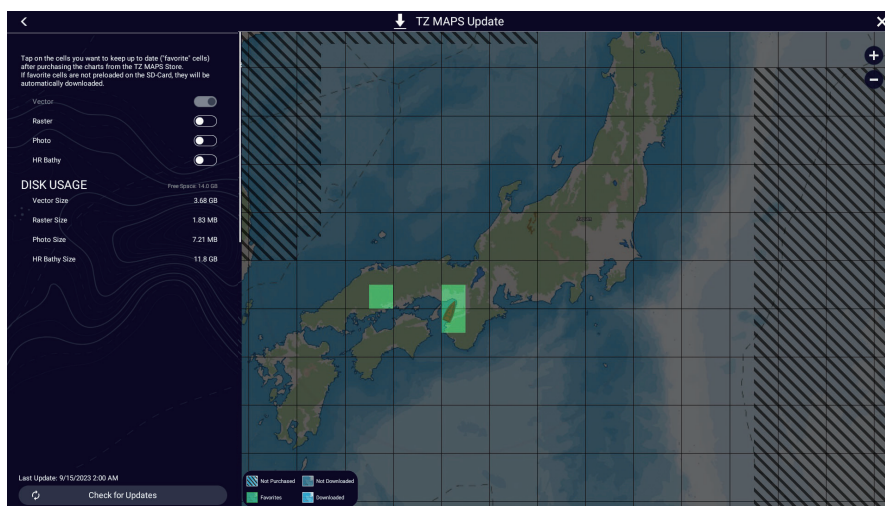 TZ MAPS Update
Tap on the cells you want to keep up to date ('favorite' cells)
after purchasing the charts from the TZ MAPS Store.
If favorite cells are not preloaded on the SD-Card, they will be
automatically downloaded.
Vector
Raster
Photo
HR Bathy
DISK USAGE Free Space: 14.0 GB
Vector Size 3.68 GB
Raster Size 1.83 MB
Photo Size 7.21 MB
HR Bathy Size 11.8 GB
Last Update: 9/15/2023 2:00 AM
Check for Updates
Not Purchased Not Downloaded
Favorites Downloaded